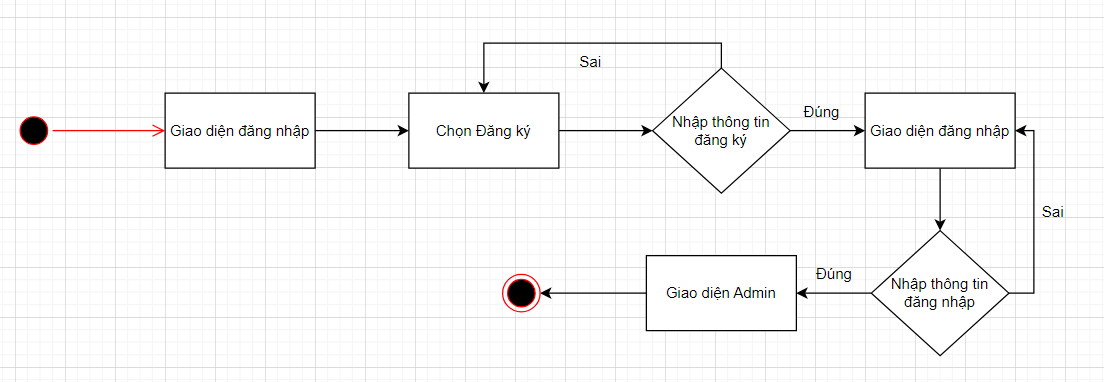 Sai
Giao diện đăng nhập
Chọn Đăng ký
Nhập thông tin
đăng ký
Đúng
Giao diện đăng nhập
Sai
Nhập thông tin
đăng nhập
Đúng
Giao diện Admin